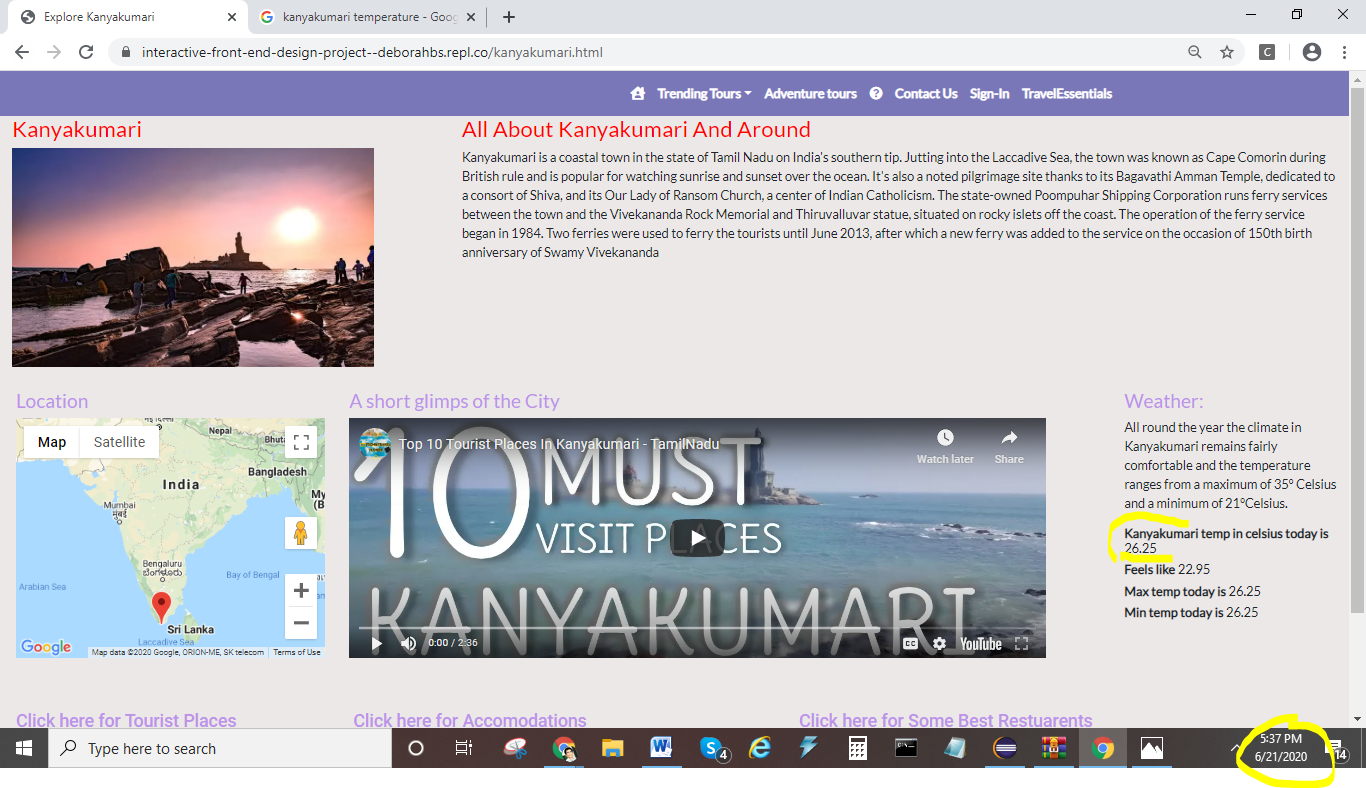 Explore Kanyakumari
kanyakumari temperature - Goog
interactive-front-end-design-project--deborahbs.repl.co/kanyakumari.html
C
Trending Tours
Adventure tours
Contact Us
Sign-In
TravelEssentials
Kanyakumari
All About Kanyakumari And Around
Kanyakumari is a coastal town in the state of Tamil Nadu on India's southern tip. Jutting into the Laccadive Sea, the town was known as Cape Comorin during
British rule and is popular for watching sunrise and sunset over the ocean. It's also a noted pilgrimage site thanks to its Bagavathi Amman Temple, dedicated to
a consort of Shiva, and its Our Lady of Ransom Church, a center of Indian Catholicism. The state-owned Poompuhar Shipping Corporation runs ferry services
between the town and the Vivekananda Rock Memorial and Thiruvalluvar statue, situated on rocky islets off the coast. The operation of the ferry service
began in 1984. Two ferries were used to ferry the tourists until June 2013, after which a new ferry was added to the service on the occasion of 150th birth
anniversary of Swamy Vivekananda
Location
Map
Satellite
Nepal
Bhuta
Bangladesh
India
My
(B
Mumbai
मुंबई
Bengaluru
ಬೆಂಗಳೂರು
Bay of Bengal
Arabian Sea
Sri Lanka
Laccadive Sea
Google
Map data ©2020 Google, ORION-ME, SK telecom
Terms of Use
A short glimps of the City
Top 10 Tourist Places In Kanyakumari - TamilNadu
Watch later
Share
10 MUST
VISIT PLACES
KANYAKUMARI
0:00 / 2:36
CC
YouTube
Weather:
All round the year the climate in
Kanyakumari remains fairly
comfortable and the temperature
ranges from a maximum of 35° Celsius
and a minimum of 21°Celsius.
Kanyakumari temp in celsius today is
26.25
Feels like 22.95
Max temp today is 26.25
Min temp today is 26.25
Click here for Tourist Places
Click here for Accomodations
Click here for Some Best Restuarents
Type here to search
4
5:37 PM
6/21/2020
14